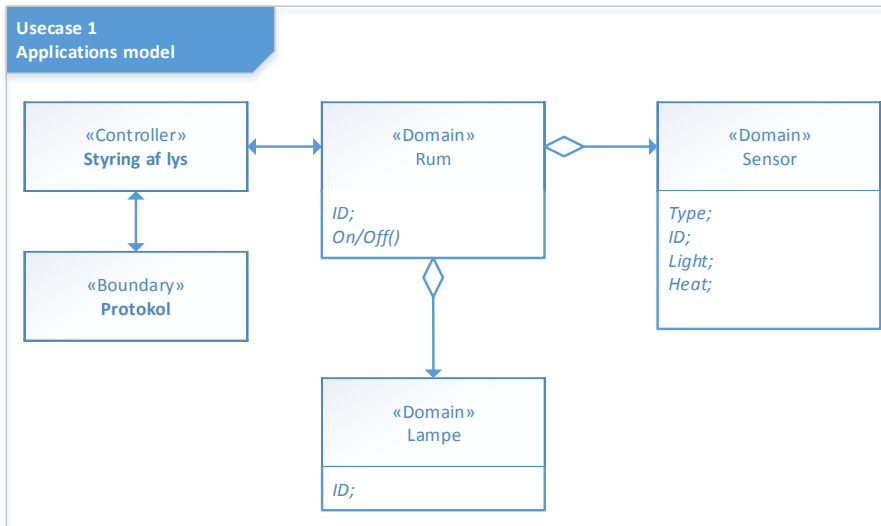 Usecase 1
Applications model
«Controller»
Styring af lys
«Domain»
Rum
ID;
On/Off()
«Domain»
Sensor
Type;
ID;
Light;
Heat;
«Boundary»
Protokol
«Domain»
Lampe
ID;